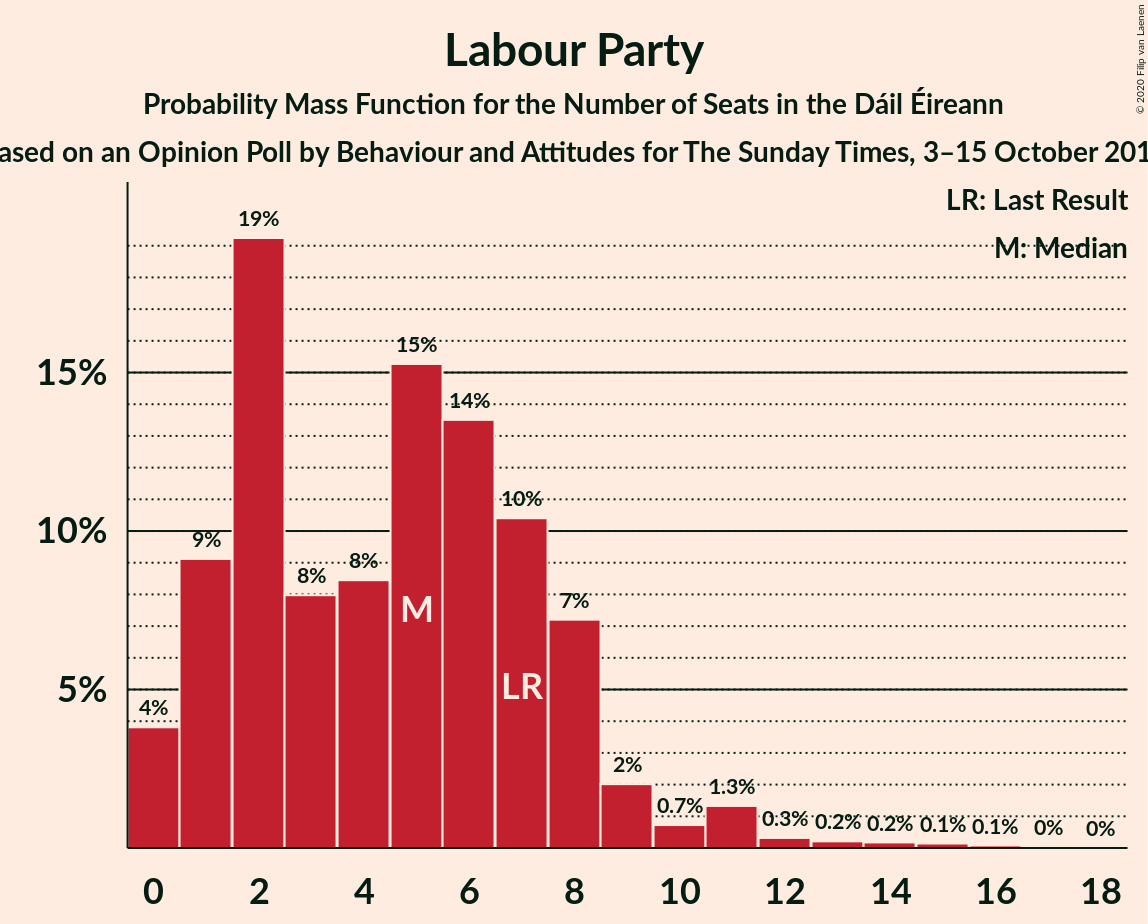 Labour Party
Probability Mass Function for the Number of Seats in the Dáil Éireann
on an Opinion Poll by Behaviour and Attitudes for The Sunday Times, 3–15 October
© 2020 Filip van Laenen
LR: Last Result
M: Median
19%
15%
15%
14%
10%
10%
9%
8%
8%
7%
M
LR
5%
4%
2%
1.3%
0.7%
0.3%
0.2%
0.2%
0.1%
0.1%
0%
0%
0 2 4 6 8 10 12 14 16 18